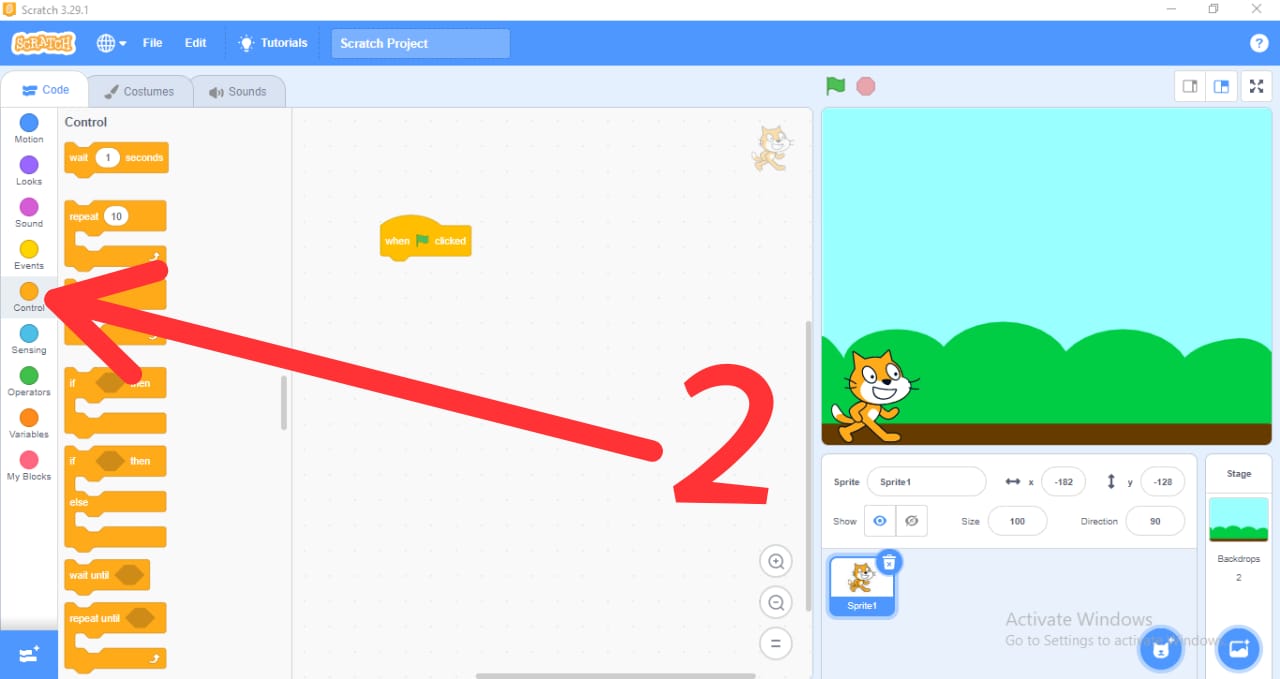 Scratch 3.29.1
SCRATCH File Edit Tutorials Scratch Project ?
Code Costumes Sounds
Motion
Looks
Sound
Events
Control
Sensing
Operators
Variables
My Blocks
Control
wait 1 seconds
repeat 10
if then
if then
else
wait until
repeat until
when clicked
2
Sprite Sprite1 x -182 y -128
Show Size 100 Direction 90
Sprite1
Stage
Backdrops
2
Activate Windows
Go to Settings to activate Windows